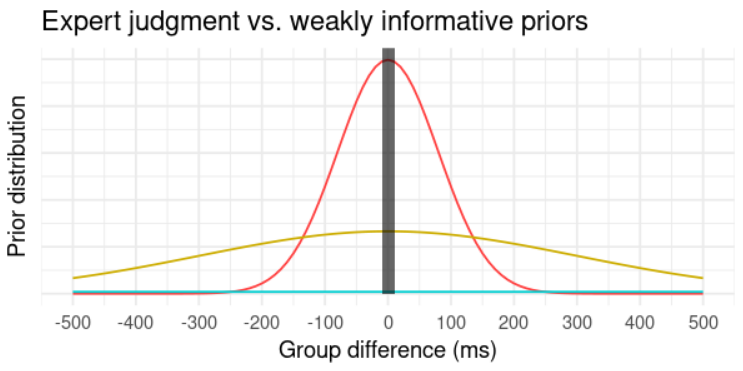 Expert judgment vs. weakly informative priors
Prior distribution
-500 -400 -300 -200 -100 0 100 200 300 400 500
Group difference (ms)